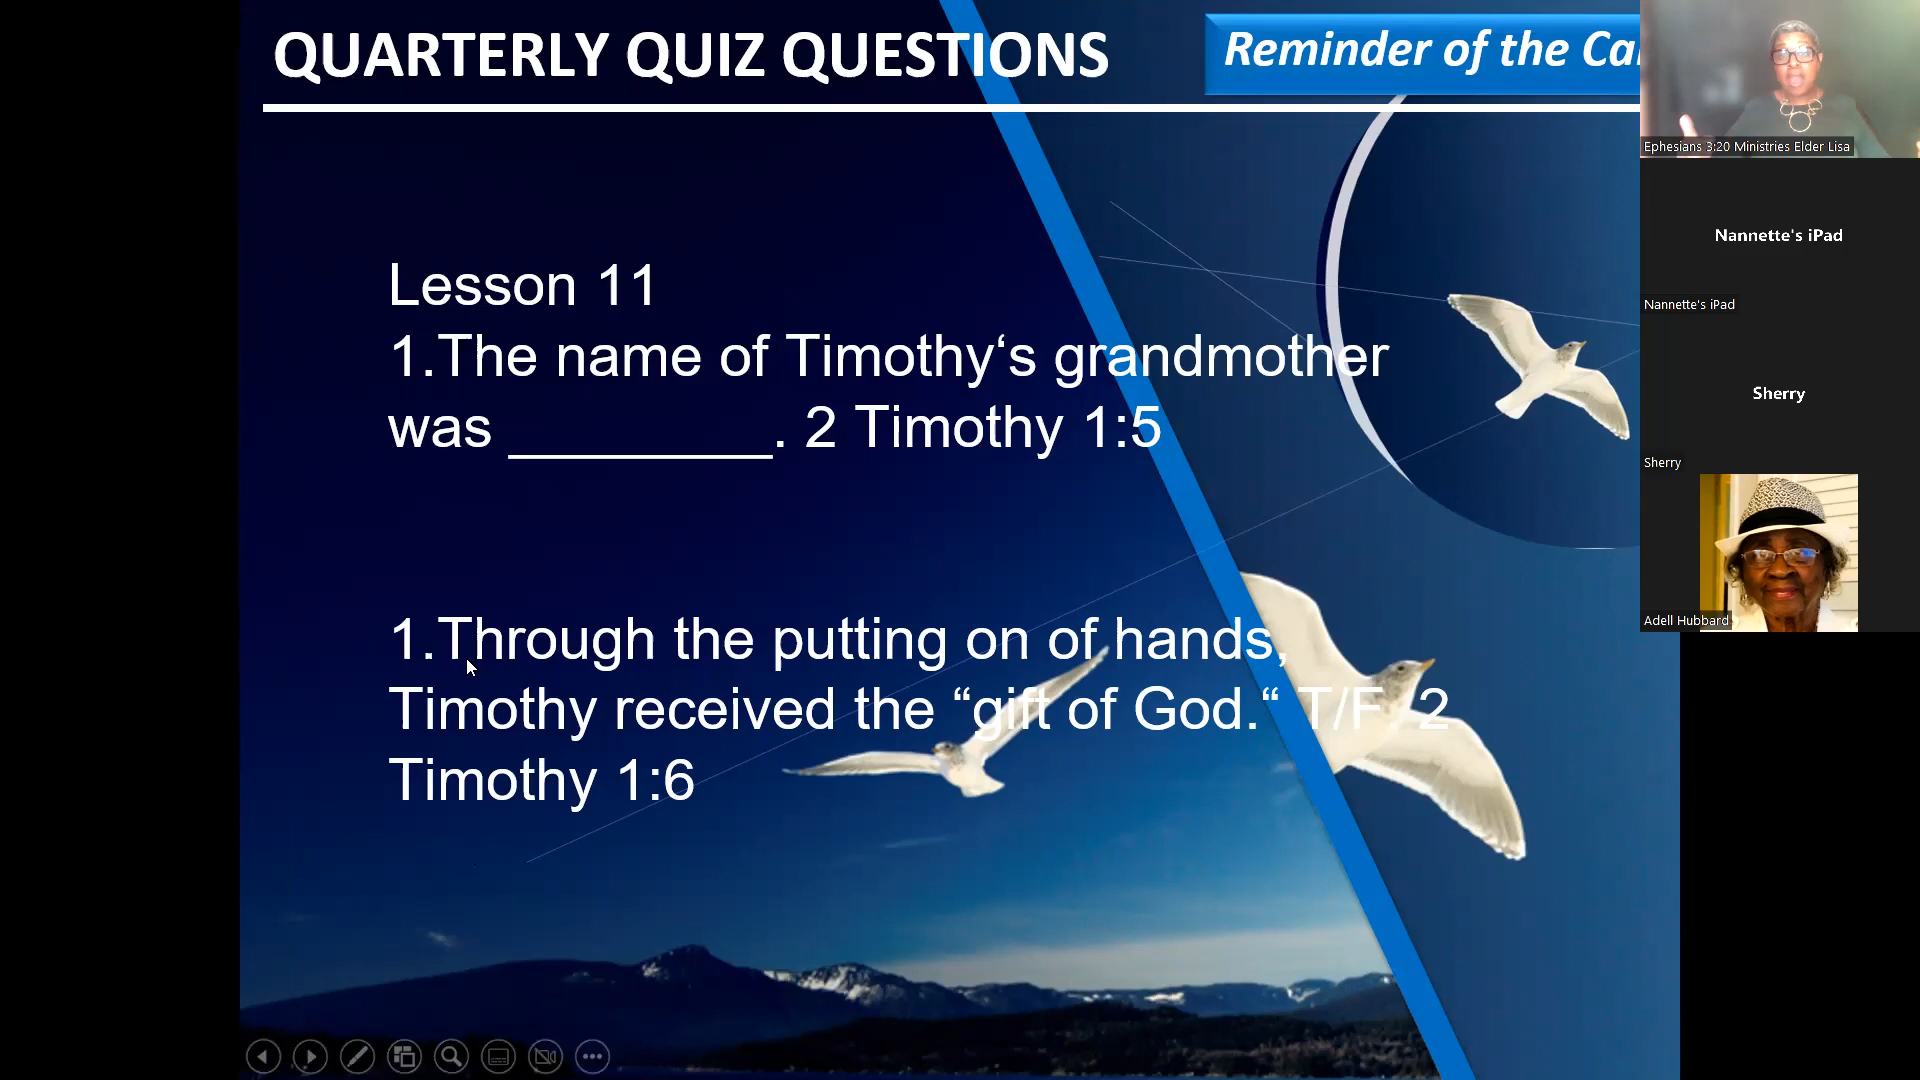 QUARTERLY QUIZ QUESTIONS
Reminder of the Ca
Lesson 11
1.The name of Timothy‘s grandmother
was _________. 2 Timothy 1:5
1.Through the putting on of hands,
Timothy received the “gift of God.“ T/F. 2
Timothy 1:6
Ephesians 3:20 Ministries Elder Lisa
Nannette's iPad
Nannette's iPad
Sherry
Sherry
Adell Hubbard